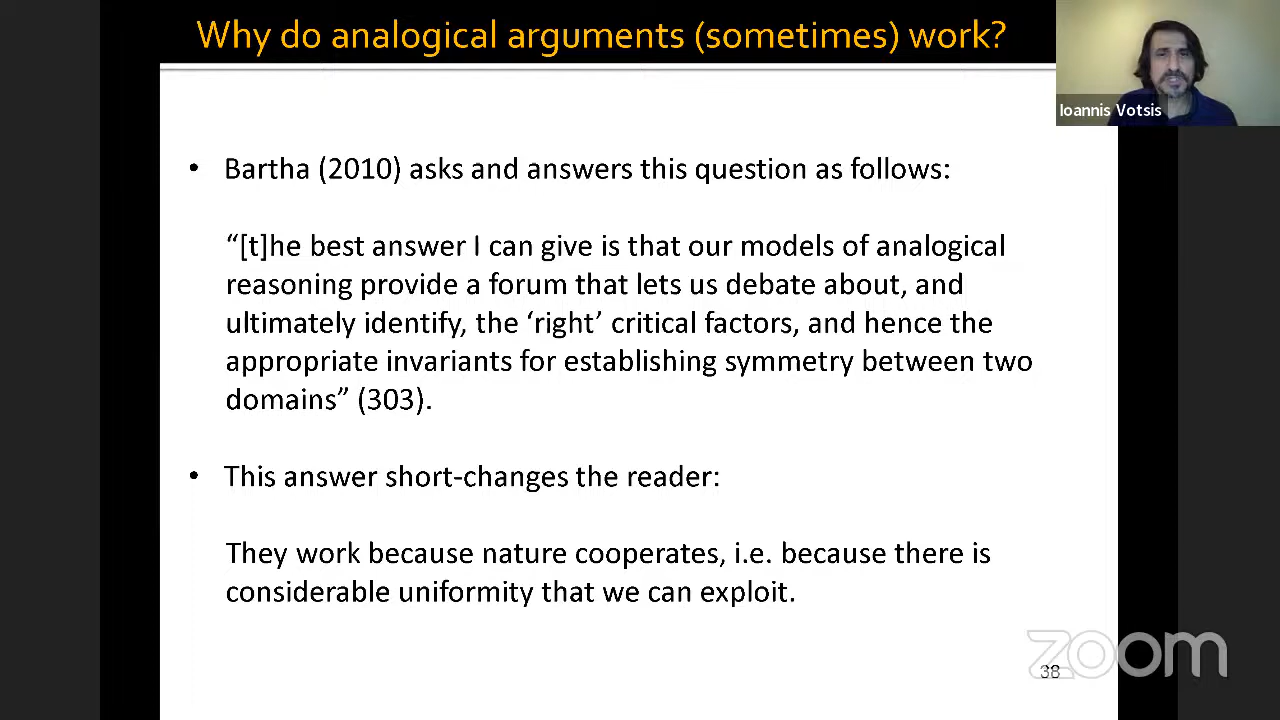 Why do analogical arguments (sometimes) work?
Ioannis Votsis
• Bartha (2010) asks and answers this question as follows:
“[t]he best answer I can give is that our models of analogical
reasoning provide a forum that lets us debate about, and
ultimately identify, the ‘right’ critical factors, and hence the
appropriate invariants for establishing symmetry between two
domains” (303).
• This answer short-changes the reader:
They work because nature cooperates, i.e. because there is
considerable uniformity that we can exploit.
zoom
38